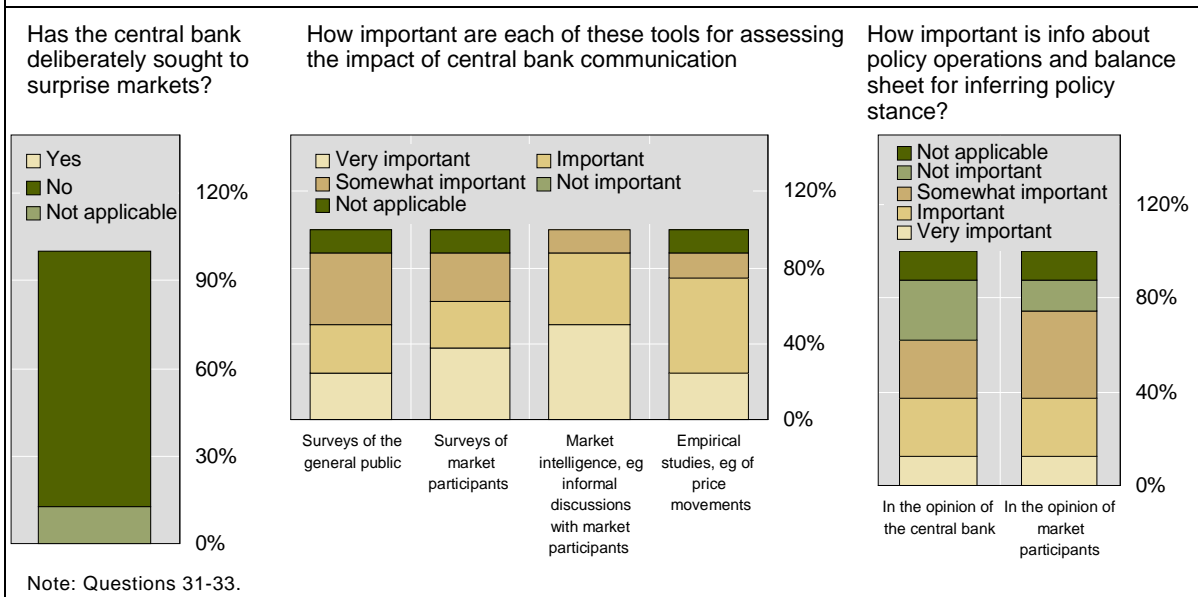 Has the central bank
deliberately sought to
surprise markets?
Yes
No
Not applicable
120%
90%
60%
30%
0%
How important are each of these tools for assessing
the impact of central bank communication
Very important
Important
Somewhat important
Not important
Not applicable
120%
80%
40%
0%
Surveys of the
general public
Surveys of
market
participants
Market
intelligence, eg
informal
discussions
with market
participants
Empirical
studies, eg of
price
movements
How important is info about
policy operations and balance
sheet for inferring policy
stance?
Not applicable
Not important
Somewhat important
Important
Very important
120%
80%
40%
0%
In the opinion of
the central bank
In the opinion of
market
participants
Note: Questions 31-33.